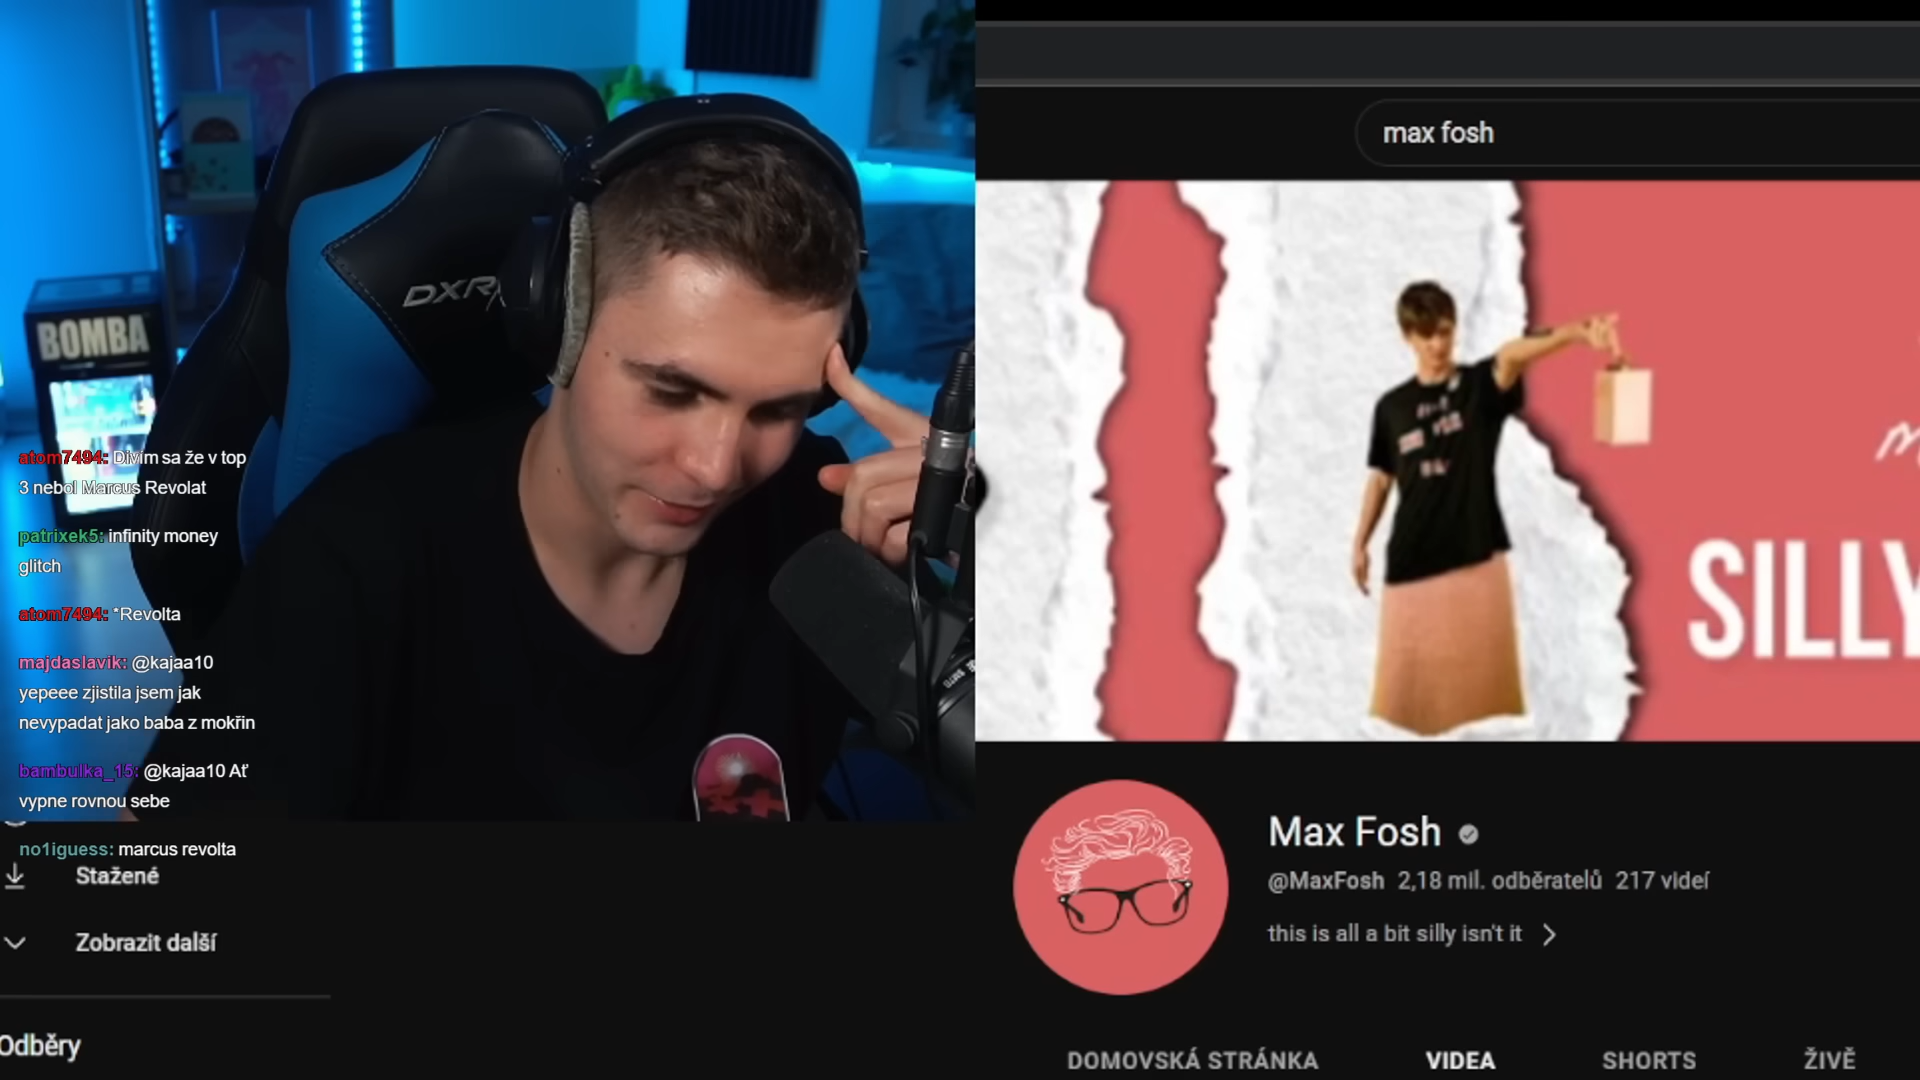 max fosh
BOMBA
DXR
atom7494: Divím sa že v top
3 nebol Marcus Revolat
patrixek5: infinity money
glitch
atom7494: *Revolta
majdaslavik: @kajaa10
yepeee zjistila jsem jak
nevypadat jako baba z mokřin
bambulka_15: @kajaa10 Ať
vypne rovnou sebe
no1iguess: marcus revolta
Stažené
Zobrazit další
Odběry
SILLY
Max Fosh
@MaxFosh 2,18 mil. odběratelů 217 videí
this is all a bit silly isn't it
DOMOVSKÁ STRÁNKA VIDEA SHORTS ŽIVĚ